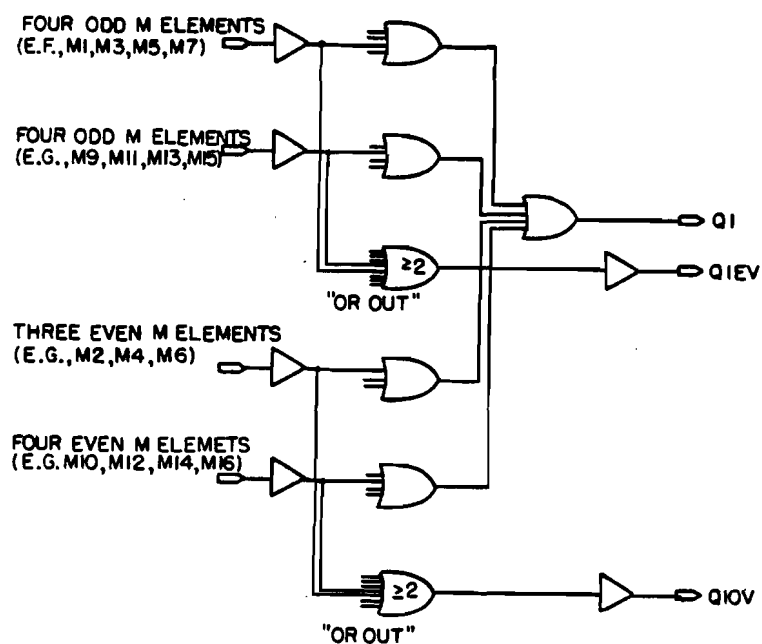 FOUR ODD M ELEMENTS
(E.F.,M1,M3,M5,M7)
FOUR ODD M ELEMENTS
(E.G.,M9,M11,M13,M15)
Q1
≥2
Q1EV
"OR OUT"
THREE EVEN M ELEMENTS
(E.G.,M2,M4,M6)
FOUR EVEN M ELEMETS
(E.G. M10,M12,M14,M16)
≥2
Q1OV
"OR OUT"